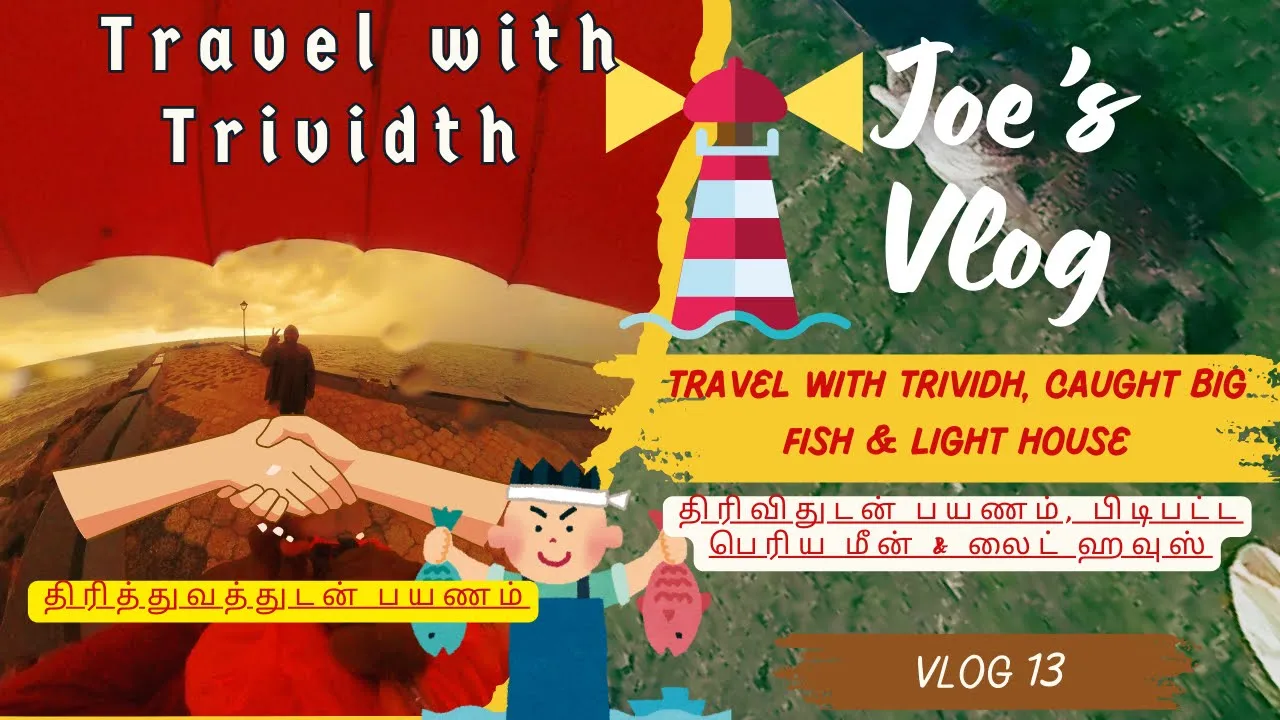 Travel with
Trividth
Joe's
Vlog
TRAVEL WITH TRIVIDH, CAUGHT BIG
FISH & LIGHT HOUSE
திரிவிதுடன் பயணம், பிடிபட்ட
பெரிய மீன் & லைட் ஹவுஸ்
திரித்துவத்துடன் பயணம்
VLOG 13